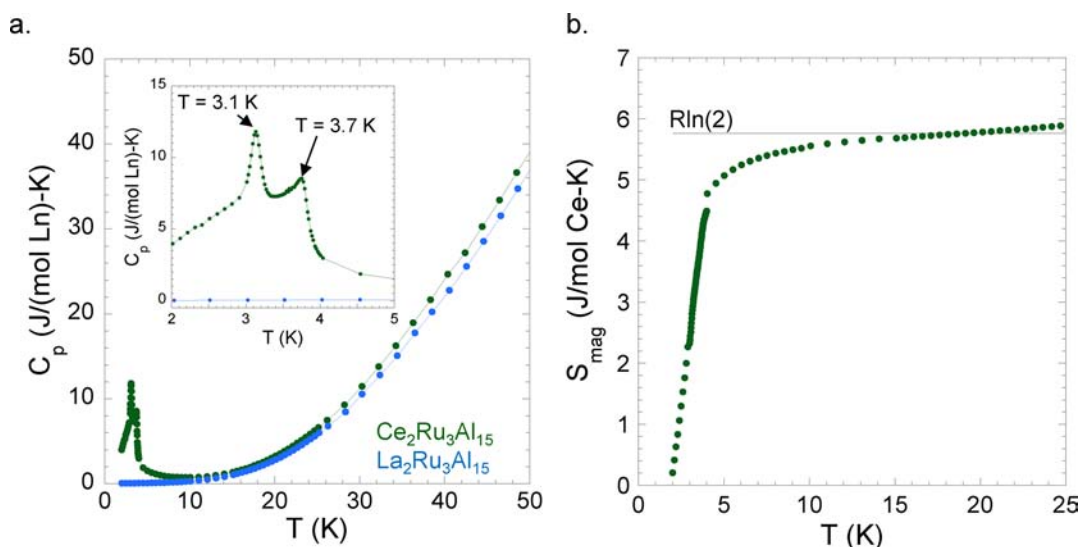 a.
50
40
30
20
10
0
C_p (J/(mol Ln)-K)
0 10 20 30 40 50
T (K)
15
10
5
0
C_p (J/(mol Ln)-K)
2 3 4 5
T (K)
T = 3.1 K
T = 3.7 K
Ce₂Ru₃Al₁₅
La₂Ru₃Al₁₅
b.
7
6
5
4
3
2
1
0
S_mag (J/mol Ce-K)
Rln(2)
0 5 10 15 20 25
T (K)